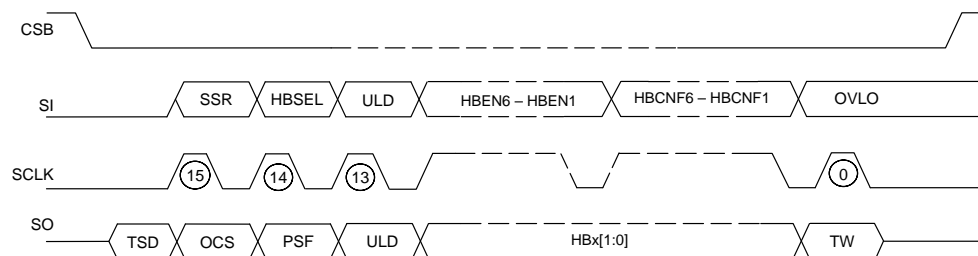 CSB
SI
SSR
HBSEL
ULD
HBEN6 – HBEN1
HBCNF6 – HBCNF1
OVLO
SCLK
15
14
13
0
SO
TSD
OCS
PSF
ULD
HBx[1:0]
TW